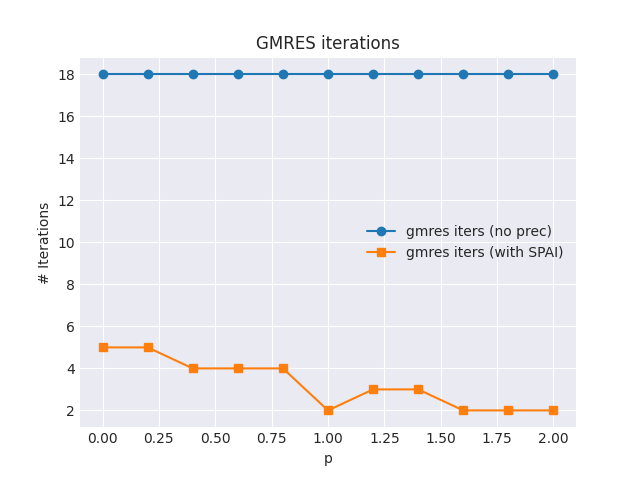 GMRES iterations
18
16
14
12
10
8
6
4
2
# Iterations
gmres iters (no prec)
gmres iters (with SPAI)
0.00 0.25 0.50 0.75 1.00 1.25 1.50 1.75 2.00
p